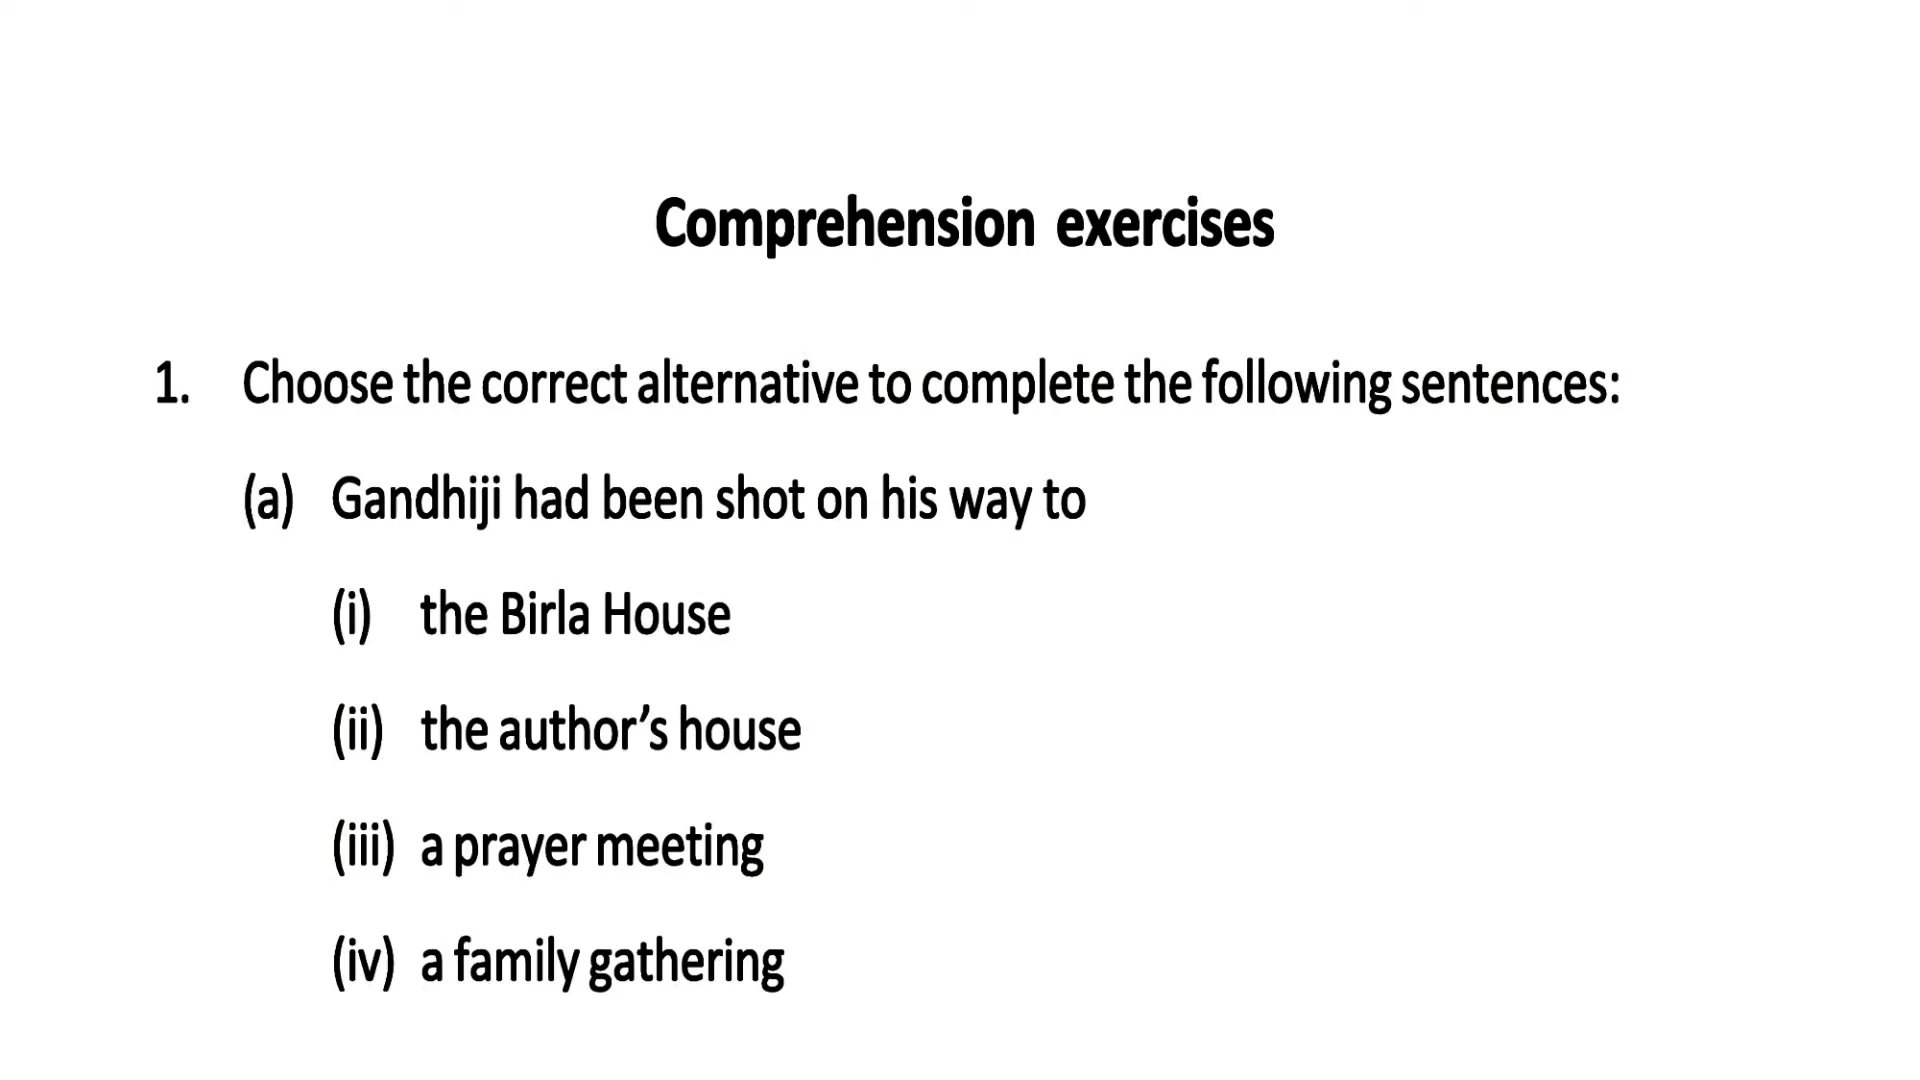 Comprehension exercises
1. Choose the correct alternative to complete the following sentences:
(a) Gandhiji had been shot on his way to
(i) the Birla House
(ii) the author’s house
(iii) a prayer meeting
(iv) a family gathering